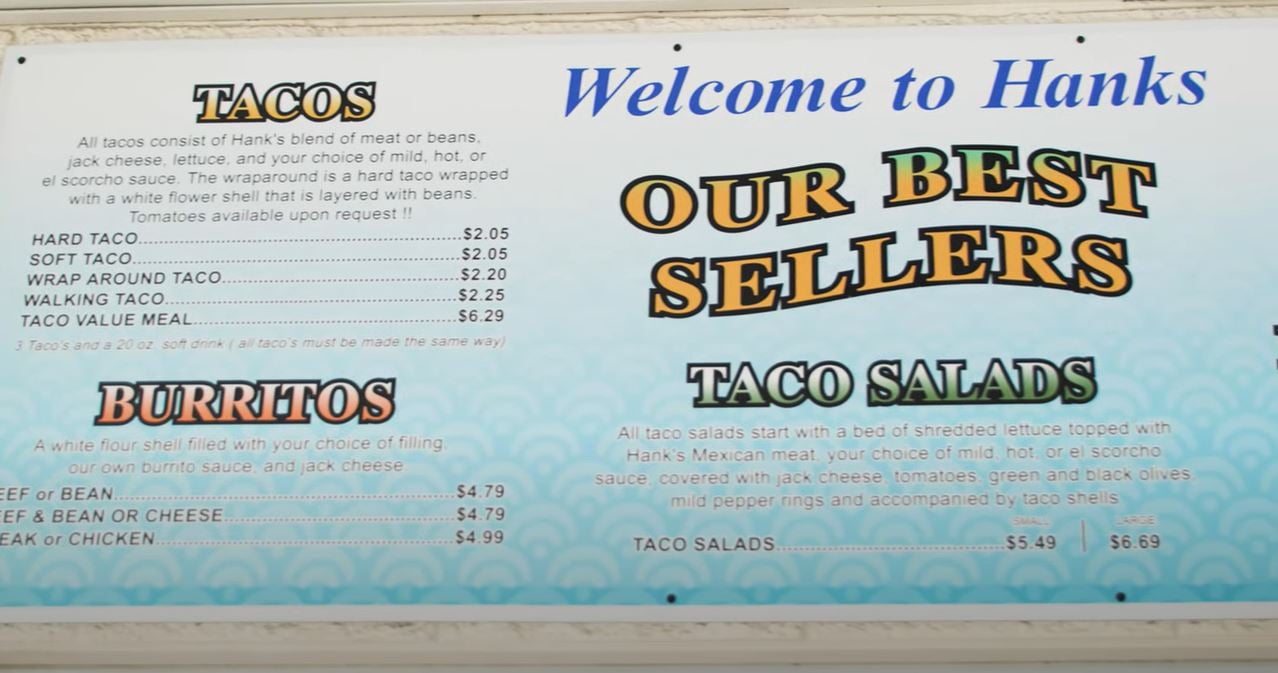 TACOS
All tacos consist of Hank's blend of meat or beans,
jack cheese, lettuce, and your choice of mild, hot, or
el scorcho sauce. The wraparound is a hard taco wrapped
with a white flower shell that is layered with beans.
Tomatoes available upon request !!
HARD TACO.....$2.05
SOFT TACO.....$2.05
WRAP AROUND TACO.....$2.20
WALKING TACO.....$2.25
TACO VALUE MEAL.....$6.29
3 Taco's and a 20 oz. soft drink ( all taco's must be made the same way)
BURRITOS
A white flour shell filled with your choice of filling,
our own burrito sauce, and jack cheese
EEF or BEAN.....$4.79
EEF & BEAN OR CHEESE.....$4.79
EAK or CHICKEN.....$4.99
Welcome to Hanks
OUR BEST
SELLERS
TACO SALADS
All taco salads start with a bed of shredded lettuce topped with
Hank's Mexican meat, your choice of mild, hot, or el scorcho
sauce, covered with jack cheese, tomatoes, green and black olives,
mild pepper rings and accompanied by taco shells
SMALL | LARGE
TACO SALADS.....$5.49 | $6.69